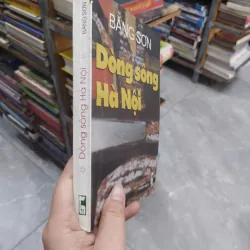 BĂNG SƠN
Dòng sông
Hà Nội
Dòng sông Hà Nội